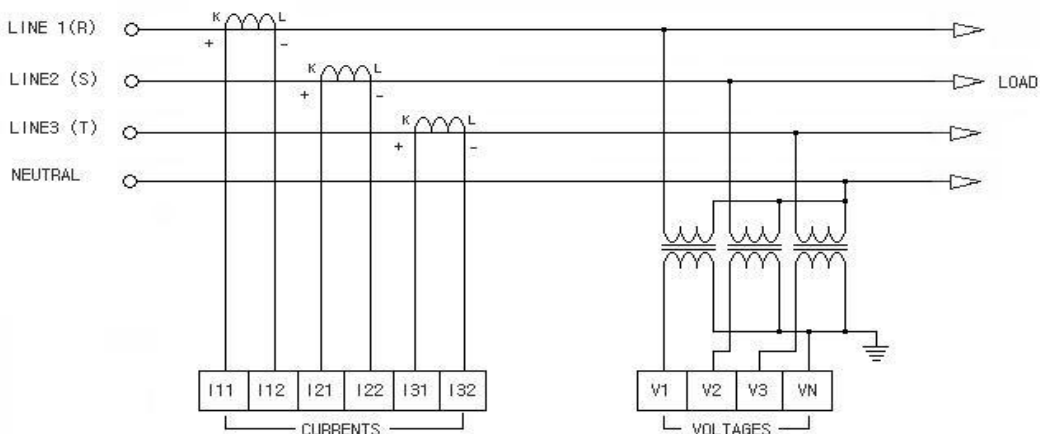 K L
LINE 1(R)
+ -
K L
LINE2 (S)
LOAD
+ -
K L
LINE3 (T)
+ -
NEUTRAL
I11 I12 I21 I22 I31 I32 V1 V2 V3 VN
CURRENTS VOLTAGES